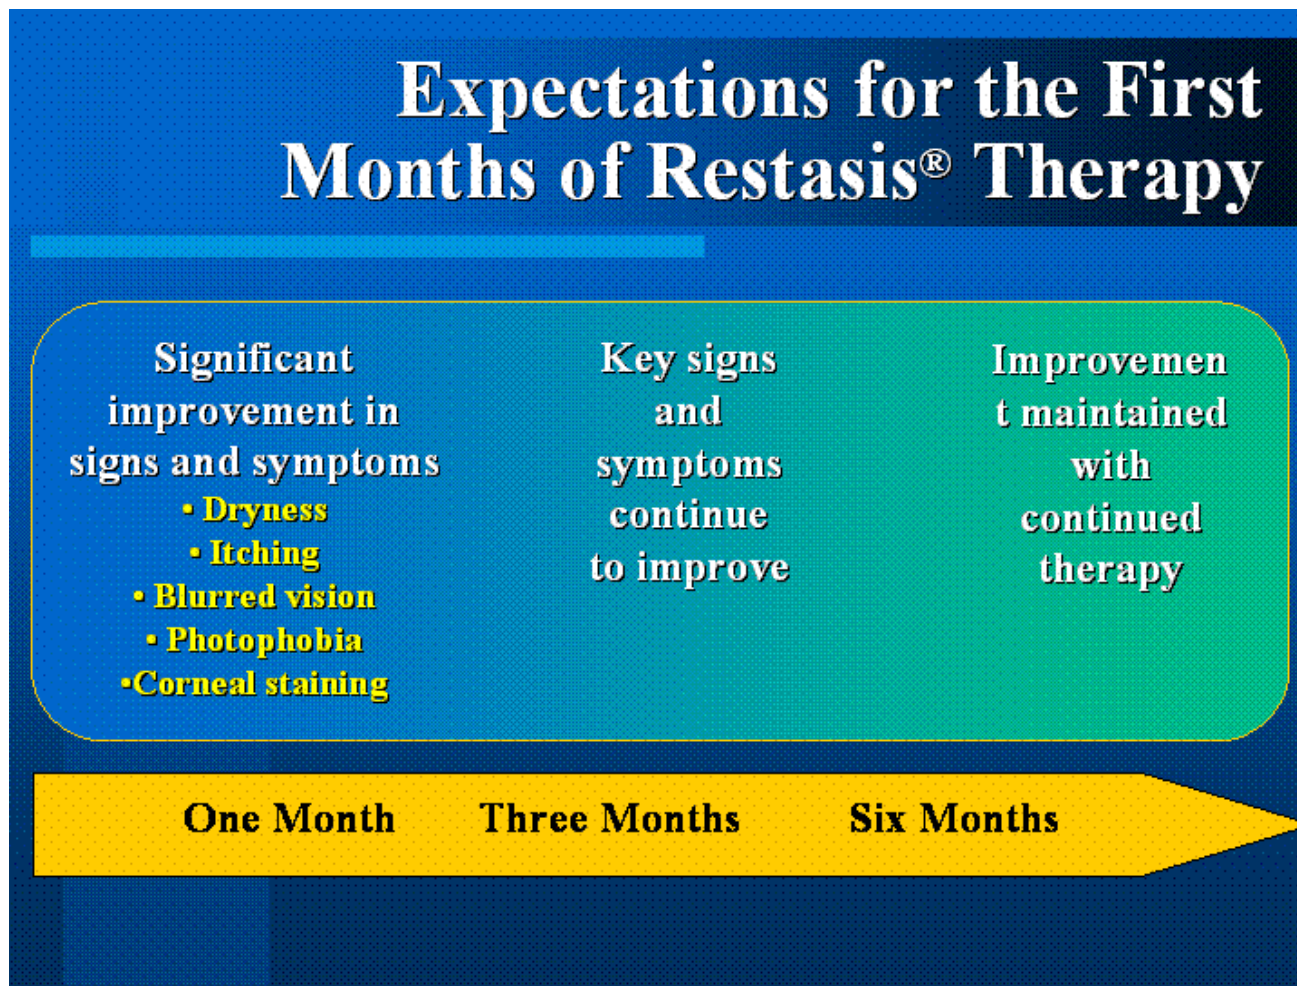 Expectations for the First
Months of Restasis® Therapy
Significant
improvement in
signs and symptoms
• Dryness
• Itching
• Blurred vision
• Photophobia
•Corneal staining
Key signs
and
symptoms
continue
to improve
Improvemen
t maintained
with
continued
therapy
One Month
Three Months
Six Months